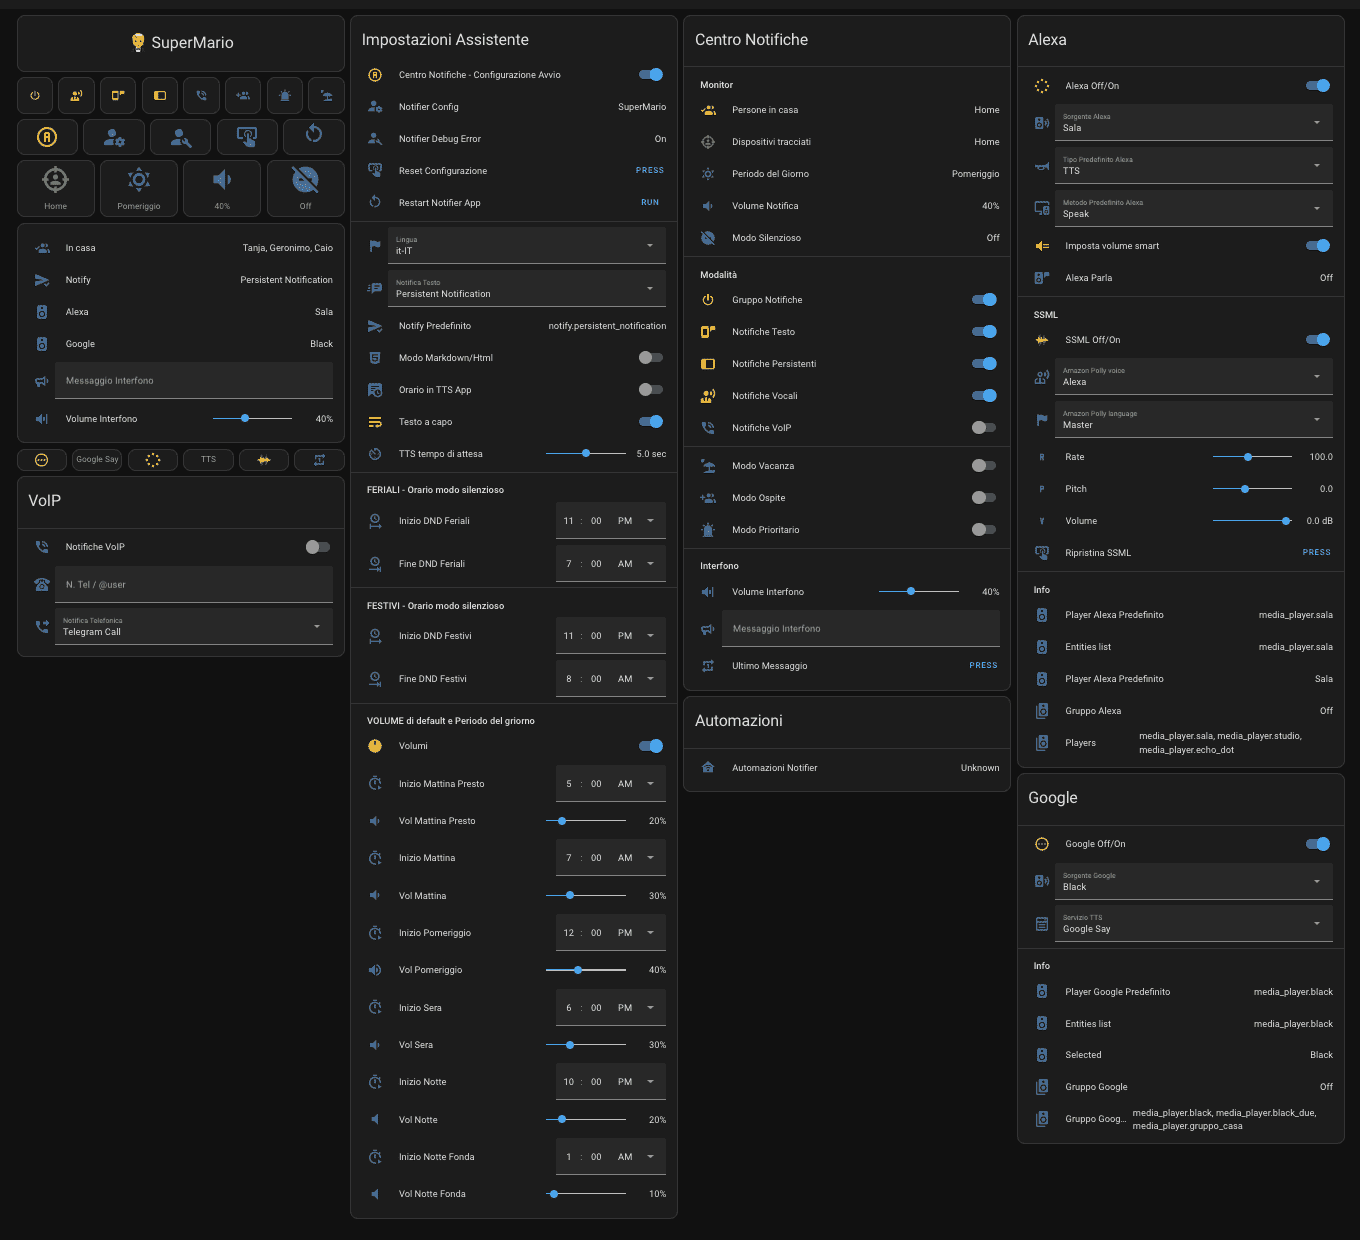 SuperMario
Home
Pomeriggio
40%
Off
In casa
Tanja, Geronimo, Caio
Notify
Persistent Notification
Alexa
Sala
Google
Black
Messaggio Interfono
Volume Interfono
40%
Google Say
TTS
VoIP
Notifiche VoIP
N. Tel / @user
Notifica Telefonica
Telegram Call
Impostazioni Assistente
Centro Notifiche - Configurazione Avvio
Notifier Config
SuperMario
Notifier Debug Error
On
Reset Configurazione
PRESS
Restart Notifier App
RUN
Lingua
it-IT
Notifica Testo
Persistent Notification
Notify Predefinito
notify.persistent_notification
Modo Markdown/Html
Orario in TTS App
Testo a capo
TTS tempo di attesa
5.0 sec
FERIALI - Orario modo silenzioso
Inizio DND Feriali
11 : 00 PM
Fine DND Feriali
7 : 00 AM
FESTIVI - Orario modo silenzioso
Inizio DND Festivi
11 : 00 PM
Fine DND Festivi
8 : 00 AM
VOLUME di default e Periodo del griorno
Volumi
Inizio Mattina Presto
5 : 00 AM
Vol Mattina Presto
20%
Inizio Mattina
7 : 00 AM
Vol Mattina
30%
Inizio Pomeriggio
12 : 00 PM
Vol Pomeriggio
40%
Inizio Sera
6 : 00 PM
Vol Sera
30%
Inizio Notte
10 : 00 PM
Vol Notte
20%
Inizio Notte Fonda
1 : 00 AM
Vol Notte Fonda
10%
Centro Notifiche
Monitor
Persone in casa
Home
Dispositivi tracciati
Home
Periodo del Giorno
Pomeriggio
Volume Notifica
40%
Modo Silenzioso
Off
Modalità
Gruppo Notifiche
Notifiche Testo
Notifiche Persistenti
Notifiche Vocali
Notifiche VoIP
Modo Vacanza
Modo Ospite
Modo Prioritario
Interfono
Volume Interfono
40%
Messaggio Interfono
Ultimo Messaggio
PRESS
Automazioni
Automazioni Notifier
Unknown
Alexa
Alexa Off/On
Sorgente Alexa
Sala
Tipo Predefinito Alexa
TTS
Metodo Predefinito Alexa
Speak
Imposta volume smart
Alexa Parla
Off
SSML
SSML Off/On
Amazon Polly voice
Alexa
Amazon Polly language
Master
Rate
100.0
Pitch
0.0
Volume
0.0 dB
Ripristina SSML
PRESS
Info
Player Alexa Predefinito
media_player.sala
Entities list
media_player.sala
Player Alexa Predefinito
Sala
Gruppo Alexa
Off
Players
media_player.sala, media_player.studio,
media_player.echo_dot
Google
Google Off/On
Sorgente Google
Black
Servizio TTS
Google Say
Info
Player Google Predefinito
media_player.black
Entities list
media_player.black
Selected
Black
Gruppo Google
Off
Gruppo Goog...
media_player.black, media_player.black_due,
media_player.gruppo_casa